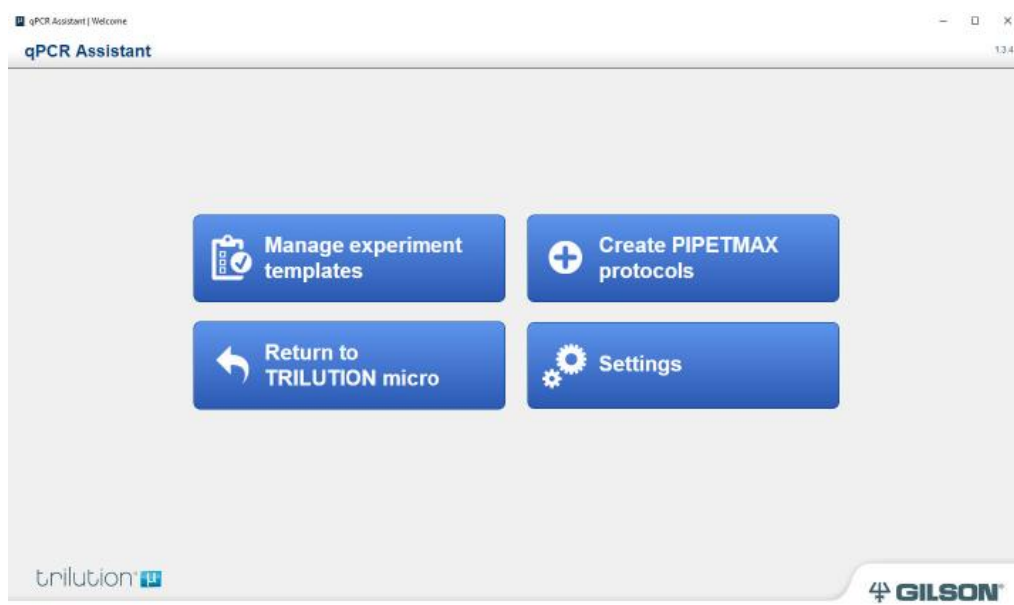 qPCR Assistant | Welcome
qPCR Assistant
1.3.4
Manage experiment
templates
Create PIPETMAX
protocols
Return to
TRILUTION micro
Settings
trilution® µ
GILSON®